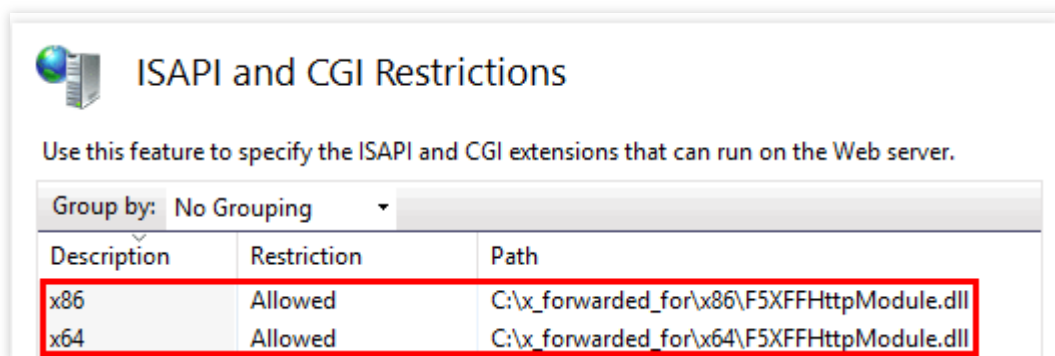 ISAPI and CGI Restrictions
Use this feature to specify the ISAPI and CGI extensions that can run on the Web server.
Group by: No Grouping
Description Restriction Path
x86 Allowed C:\x_forwarded_for\x86\F5XFFHttpModule.dll
x64 Allowed C:\x_forwarded_for\x64\F5XFFHttpModule.dll